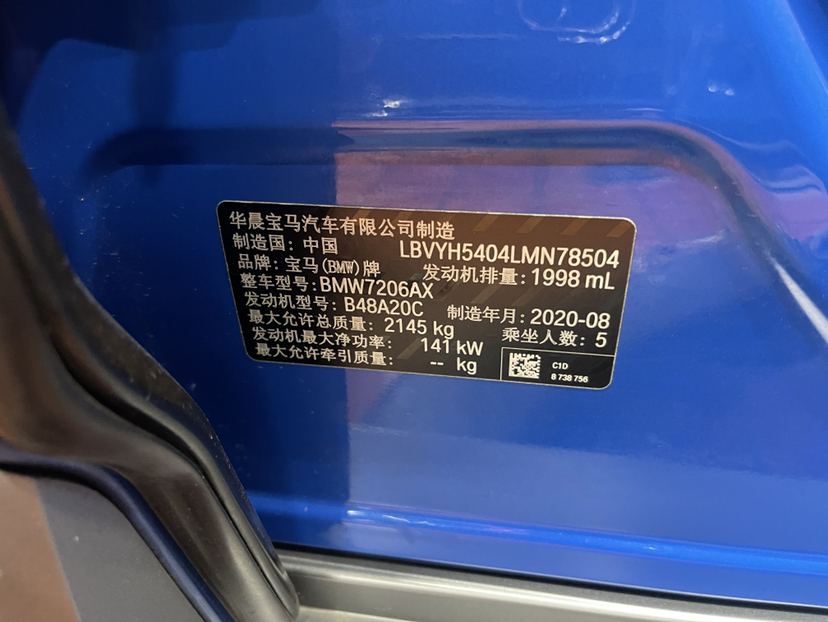 华晨宝马汽车有限公司制造
制造国: 中国 LBVYH5404LMN78504
品牌: 宝马(BMW)牌 发动机排量: 1998 mL
整车型号: BMW7206AX
发动机型号: B48A20C 制造年月: 2020-08
最大允许总质量: 2145 kg 乘坐人数: 5
发动机最大净功率: 141 kW
最大允许牵引质量: -- kg
C1D
8 738 756